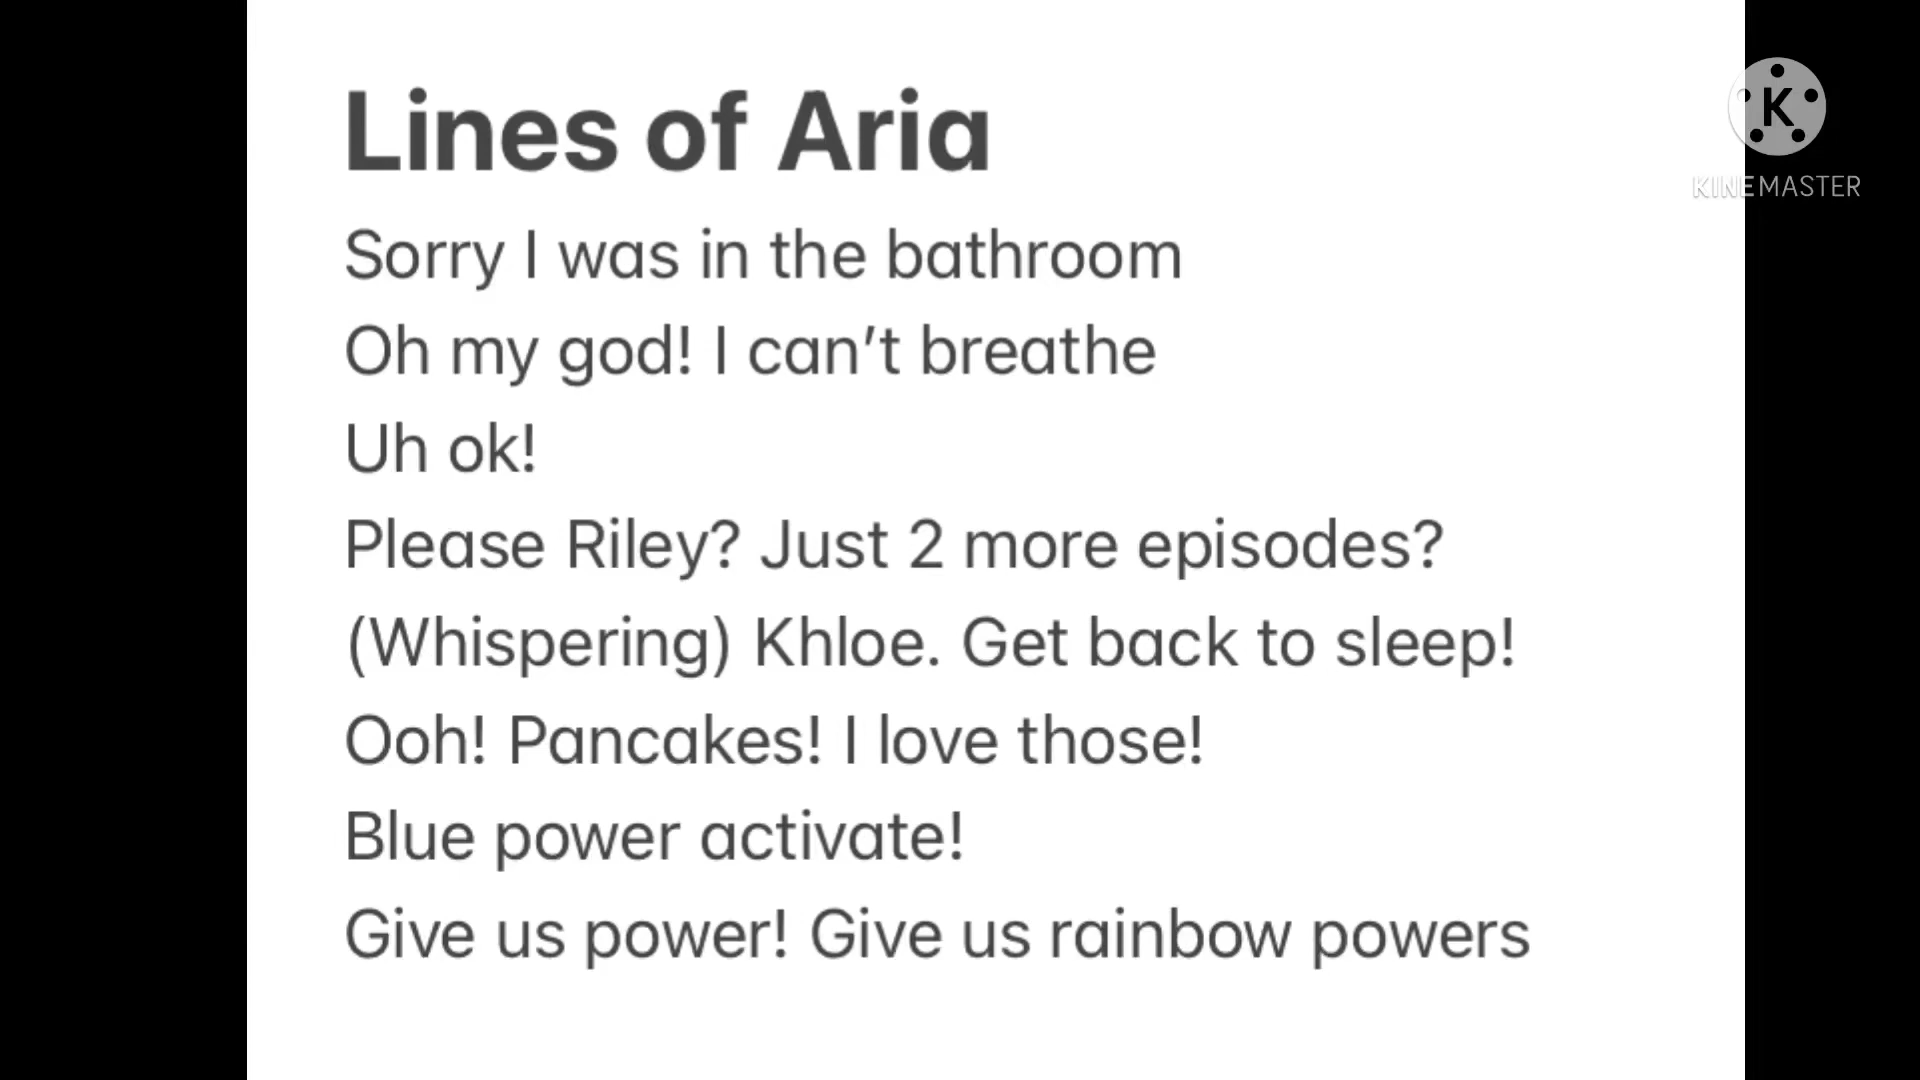 Lines of Aria
Sorry I was in the bathroom
Oh my god! I can’t breathe
Uh ok!
Please Riley? Just 2 more episodes?
(Whispering) Khloe. Get back to sleep!
Ooh! Pancakes! I love those!
Blue power activate!
Give us power! Give us rainbow powers
K
KINEMASTER